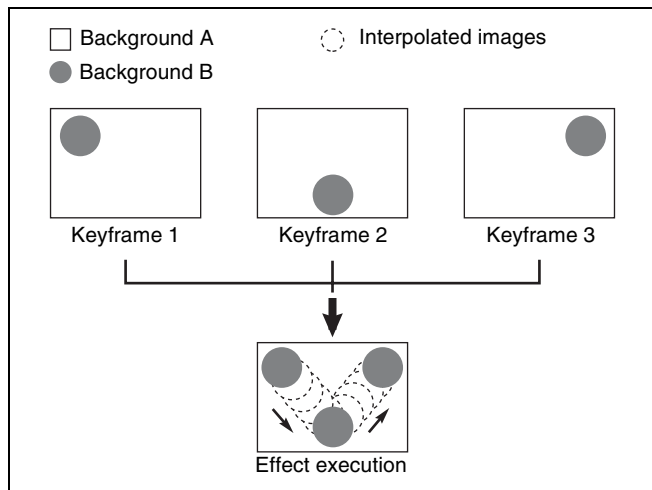 Background A
Interpolated images
Background B
Keyframe 1
Keyframe 2
Keyframe 3
Effect execution